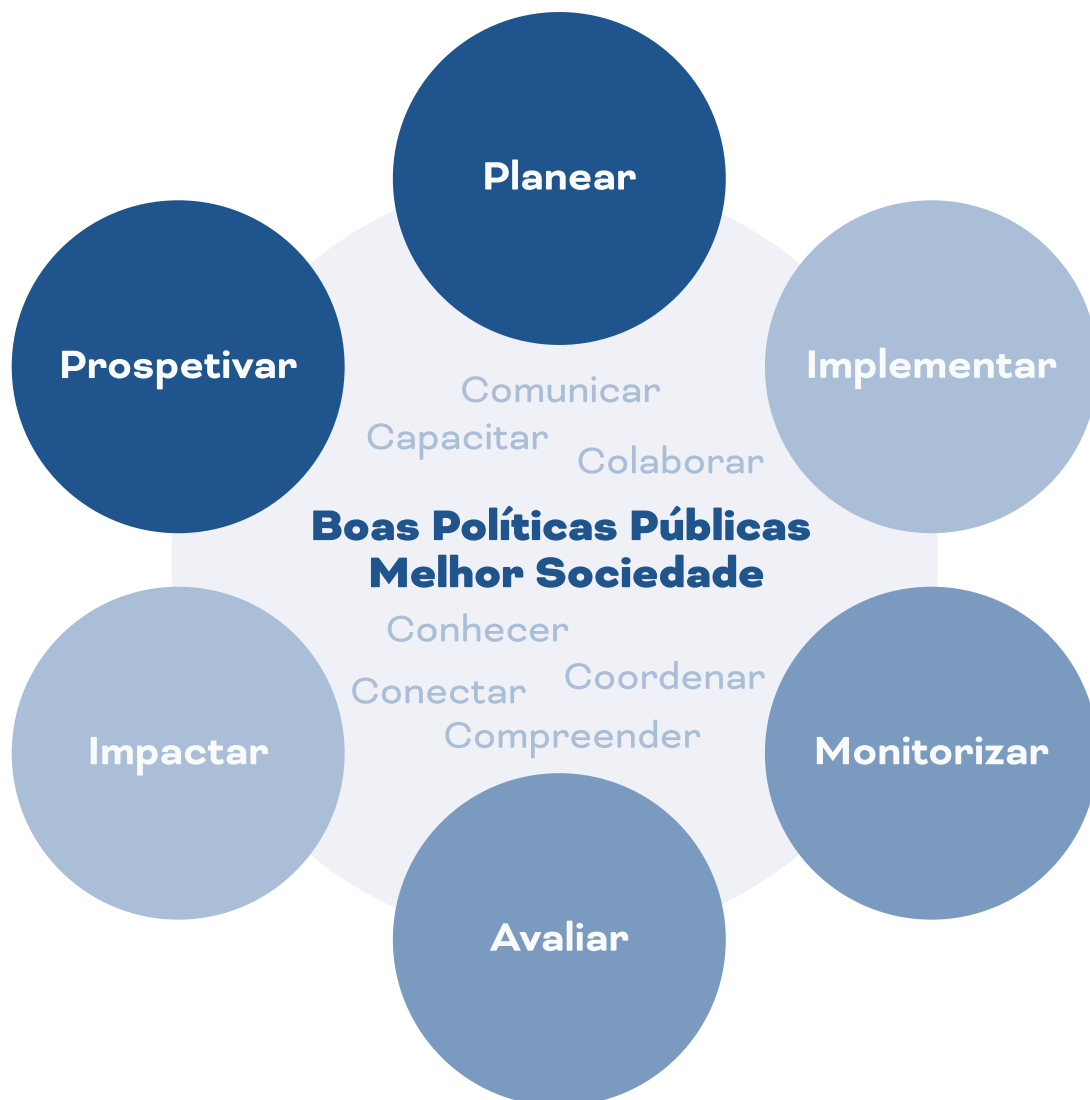 Planear
Prospetivar
Implementar
Comunicar
Capacitar
Colaborar
Boas Políticas Públicas
Melhor Sociedade
Conhecer
Coordenar
Conectar
Compreender
Impactar
Monitorizar
Avaliar